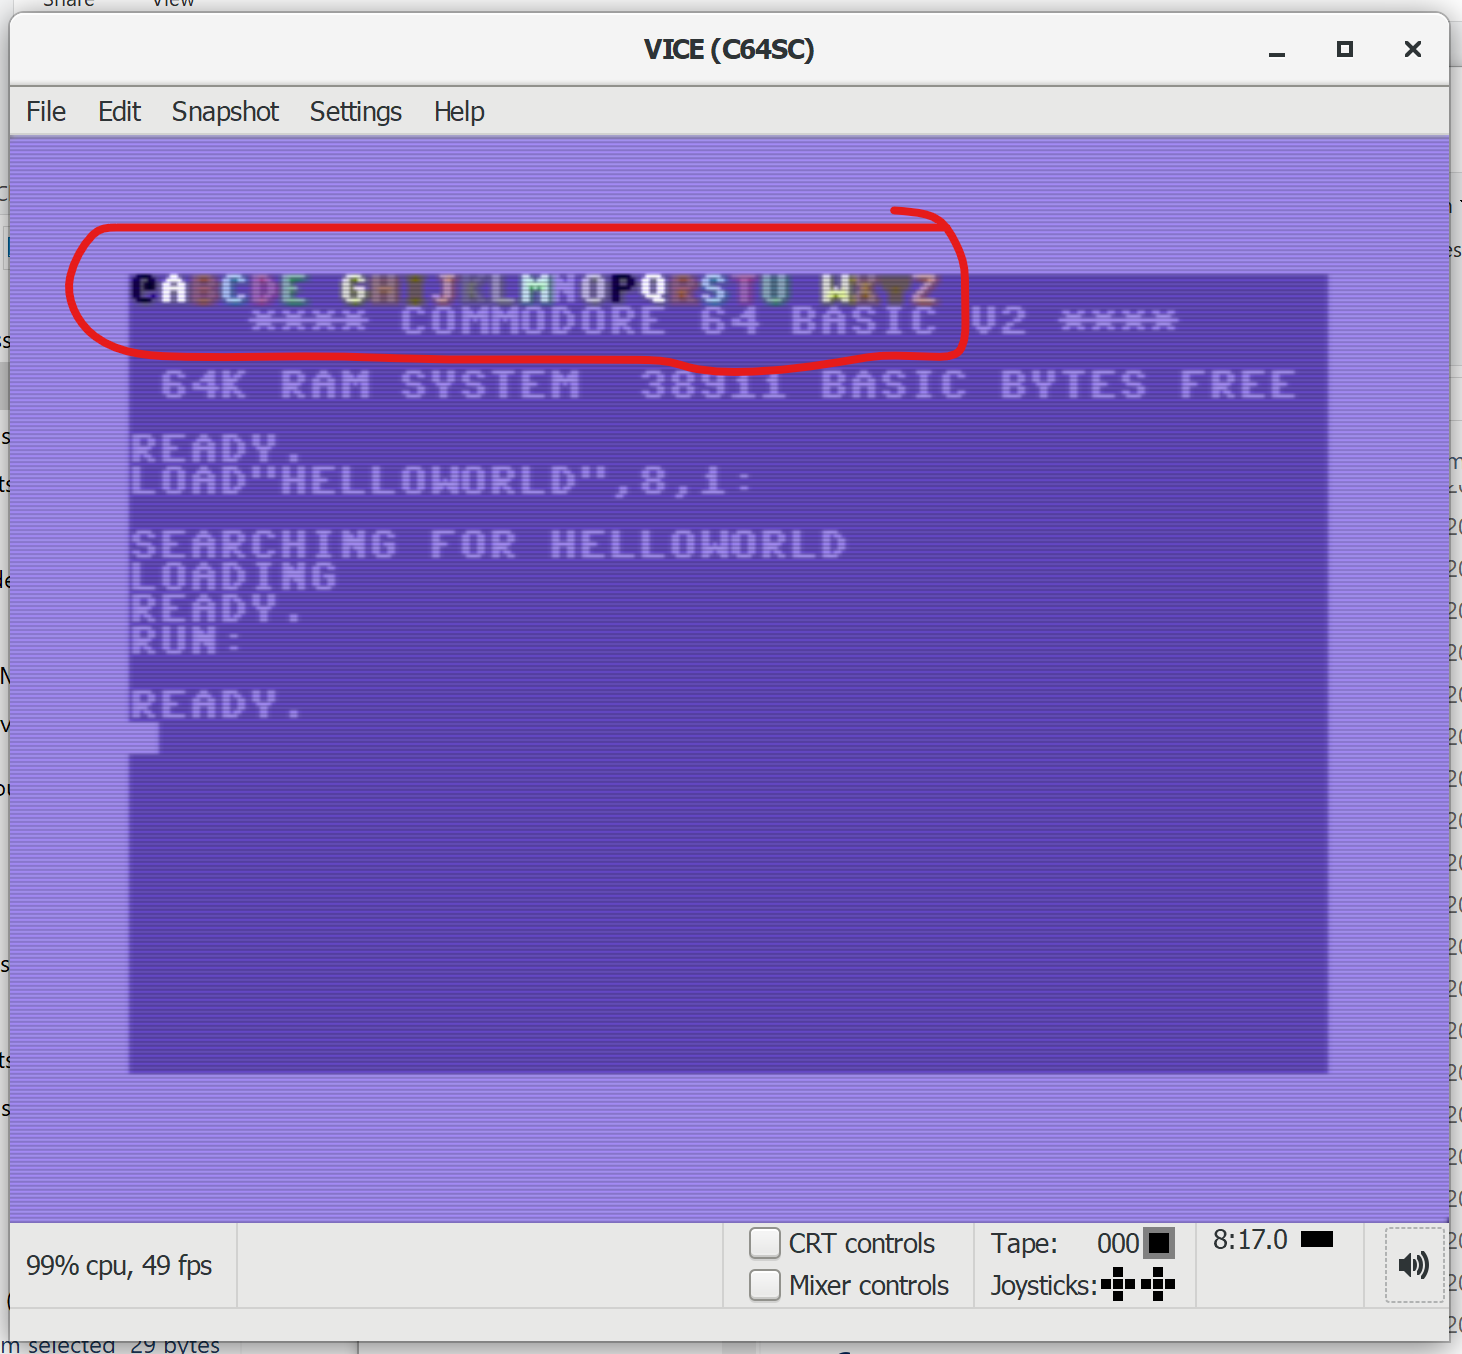 Share View
VICE (C64SC)
File Edit Snapshot Settings Help
@ABCDE GHIJKLMNOPQRSTU WXYZ
**** COMMODORE 64 BASIC V2 ****
64K RAM SYSTEM 38911 BASIC BYTES FREE
READY.
LOAD"HELLOWORLD",8,1:
SEARCHING FOR HELLOWORLD
LOADING
READY.
RUN:
READY.
99% cpu, 49 fps
CRT controls
Mixer controls
Tape: 000
Joysticks:
8:17.0
selected 29 bytes